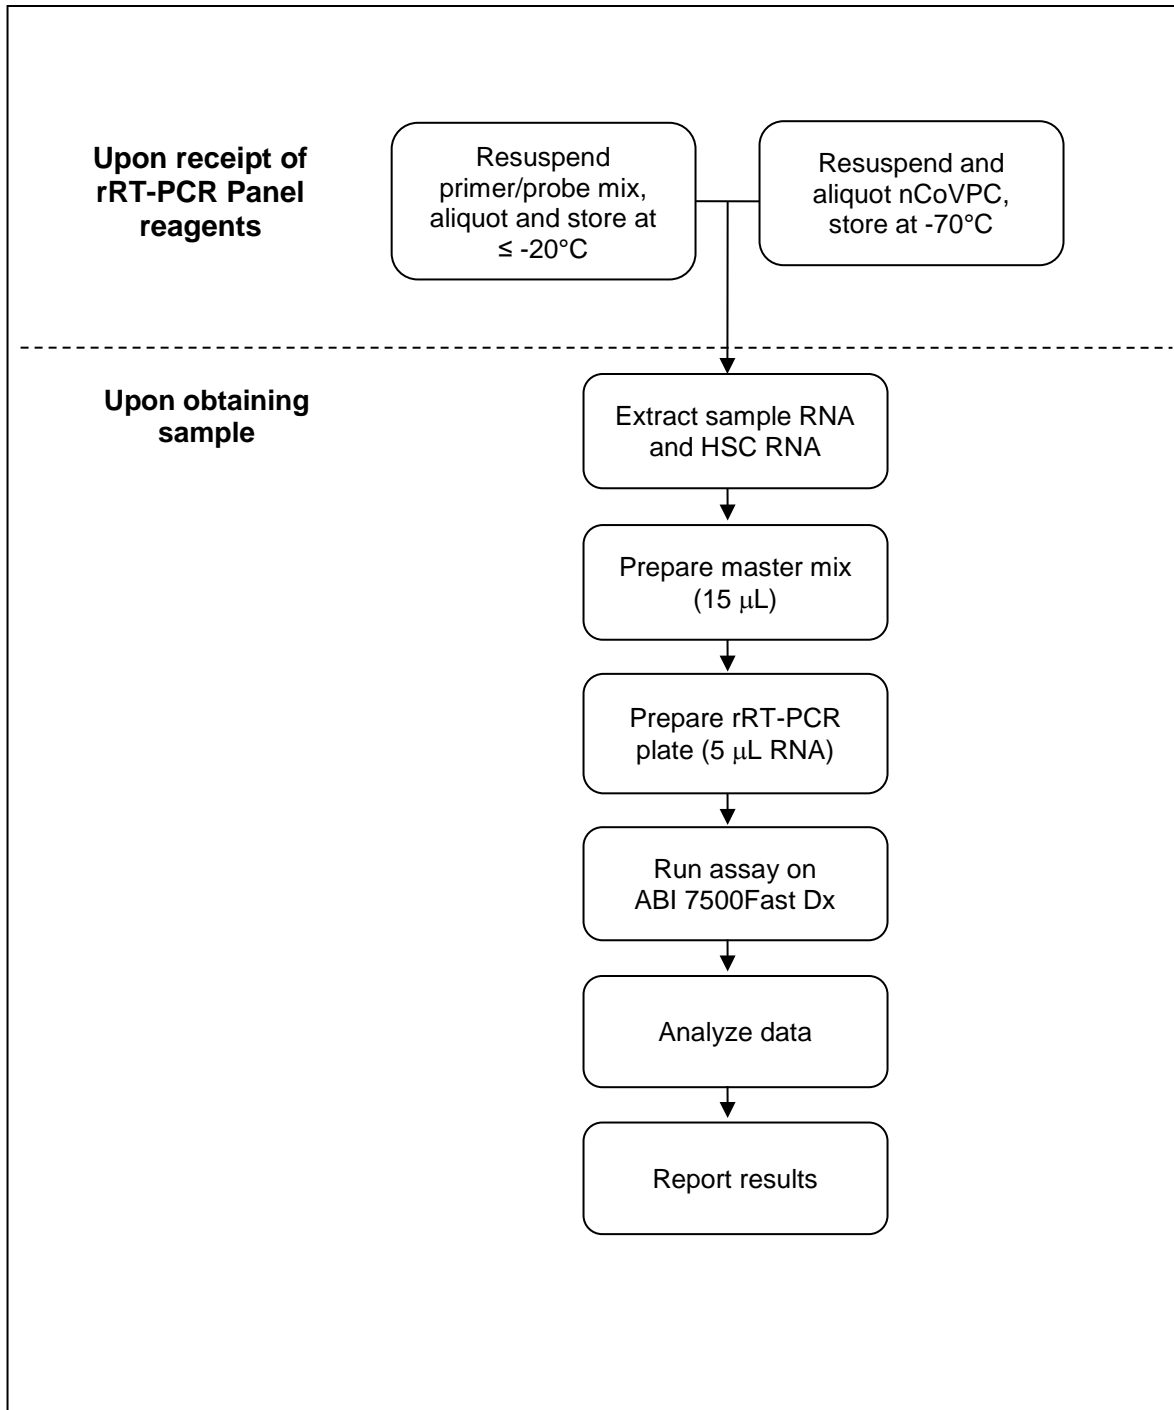 Upon receipt of
rRT-PCR Panel
reagents
Resuspend
primer/probe mix,
aliquot and store at
≤ -20°C
Resuspend and
aliquot nCoVPC,
store at -70°C
Upon obtaining
sample
Extract sample RNA
and HSC RNA
Prepare master mix
(15 μL)
Prepare rRT-PCR
plate (5 μL RNA)
Run assay on
ABI 7500Fast Dx
Analyze data
Report results